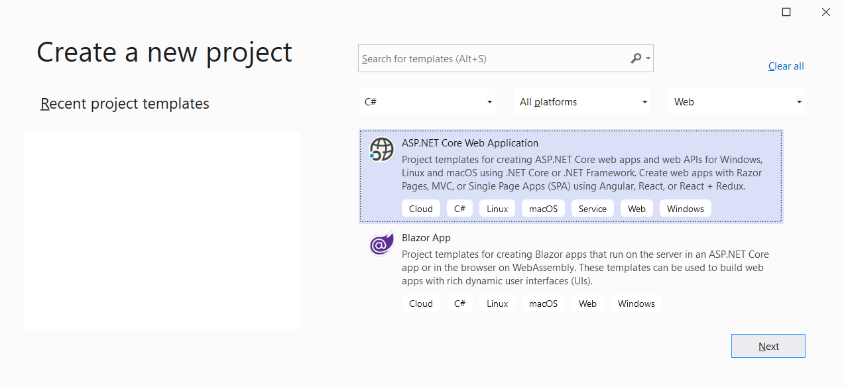 Create a new project
Recent project templates
Search for templates (Alt+S)
Clear all
C#
All platforms
Web
ASP.NET Core Web Application
Project templates for creating ASP.NET Core web apps and web APIs for Windows,
Linux and macOS using .NET Core or .NET Framework. Create web apps with Razor
Pages, MVC, or Single Page Apps (SPA) using Angular, React, or React + Redux.
Cloud C# Linux macOS Service Web Windows
Blazor App
Project templates for creating Blazor apps that run on the server in an ASP.NET Core
app or in the browser on WebAssembly. These templates can be used to build web
apps with rich dynamic user interfaces (UIs).
Cloud C# Linux macOS Web Windows
Next